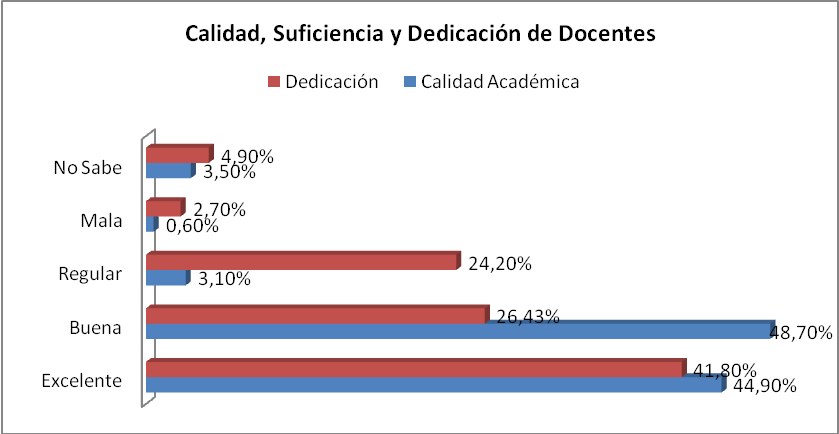 Calidad, Suficiencia y Dedicación de Docentes
Dedicación Calidad Académica
No Sabe 4,90%
3,50%
Mala 2,70%
0,60%
Regular 24,20%
3,10%
Buena 26,43%
48,70%
Excelente 41,80%
44,90%